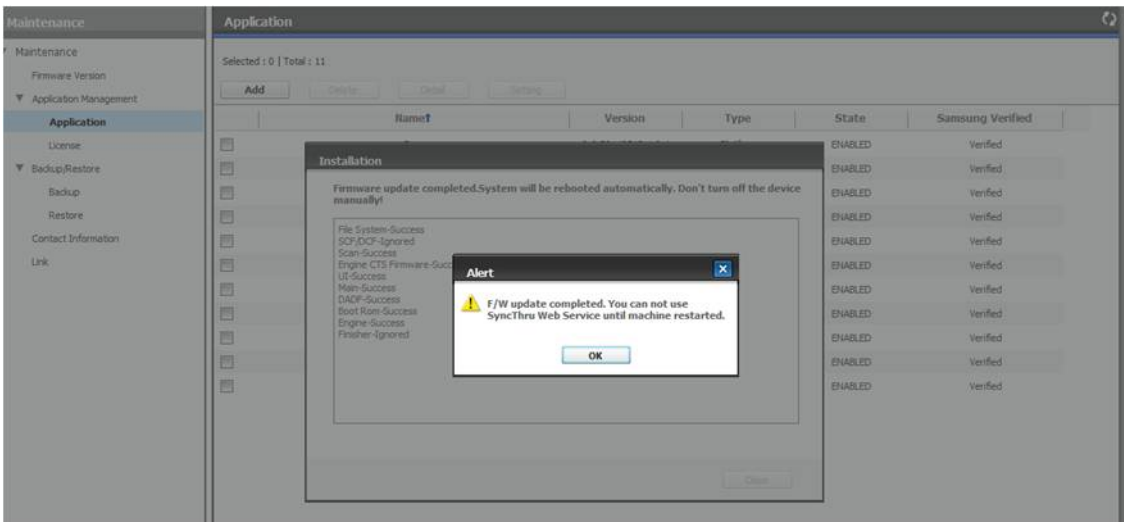 Maintenance
Application
Maintenance
Firmware Version
Application Management
Application
License
Backup/Restore
Backup
Restore
Contact Information
Link
Selected : 0 | Total : 11
Add Delete Detail Setting
Name Version Type State Samsung Verified
ENABLED Verified
ENABLED Verified
ENABLED Verified
ENABLED Verified
ENABLED Verified
ENABLED Verified
ENABLED Verified
ENABLED Verified
ENABLED Verified
ENABLED Verified
ENABLED Verified
Installation
Firmware update completed.System will be rebooted automatically. Don't turn off the device
manually!
File System-Success
SCF/DCF-Ignored
Scan-Success
Engine CTS Firmware-Succ
UI-Success
Main-Success
DADF-Success
Boot Rom-Success
Engine-Success
Finisher-Ignored
Close
Alert
F/W update completed. You can not use
SyncThru Web Service until machine restarted.
OK